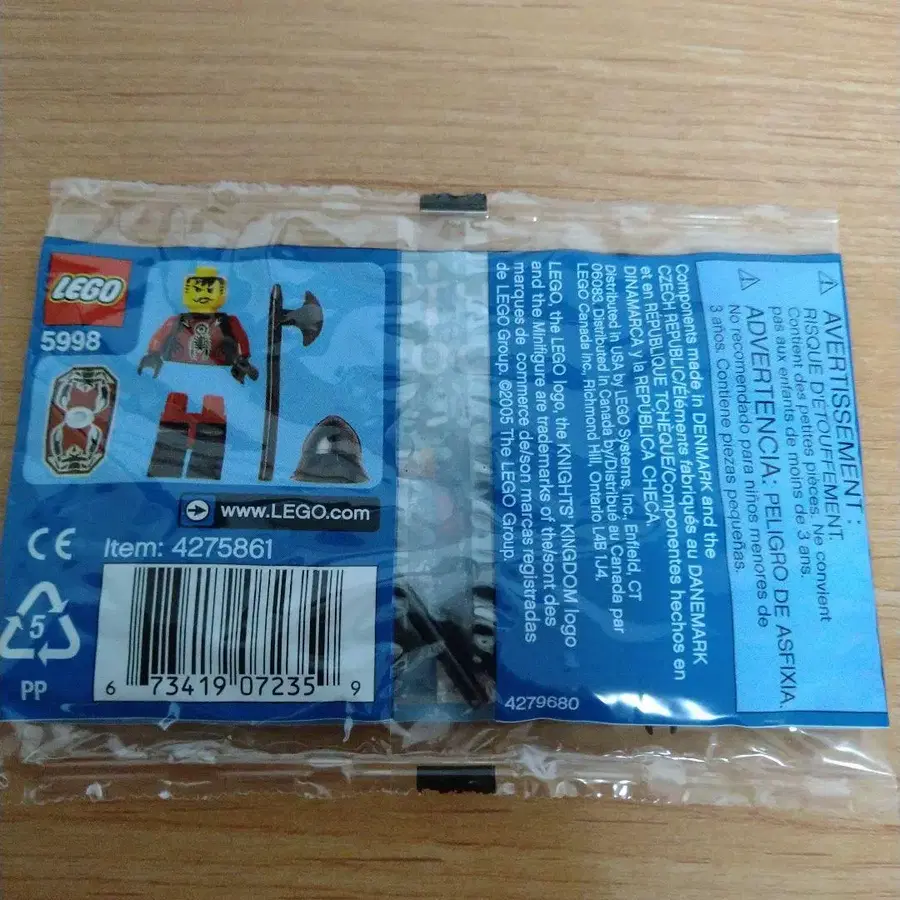 LEGO
5998
www.LEGO.com
CE
Item: 4275861
5
PP
6 73419 07235 9
AVERTISSEMENT :
RISQUE D'ÉTOUFFEMENT.
Contient des petites pièces. Ne convient
pas aux enfants de moins de 3 ans.
ADVERTENCIA: PELIGRO DE ASFIXIA.
No recomendado para niños menores de
3 años. Contiene piezas pequeñas.
Components made in DENMARK and the
CZECH REPUBLIC/Éléments fabriqués au DANEMARK
et en RÉPUBLIQUE TCHÈQUE/Componentes hechos en
DINAMARCA y la REPÚBLICA CHECA.
Distributed in USA by LEGO Systems, Inc., Enfield, CT
06083. Distributed in Canada by/Distribué au Canada par
LEGO Canada Inc., Richmond Hill, Ontario L4B 1J4.
LEGO, the LEGO logo, the KNIGHTS' KINGDOM logo
and the Minifigure are trademarks of the/sont des
marques de commerce de/son marcas registradas
de LEGO Group. ©2005 The LEGO Group.
4279680